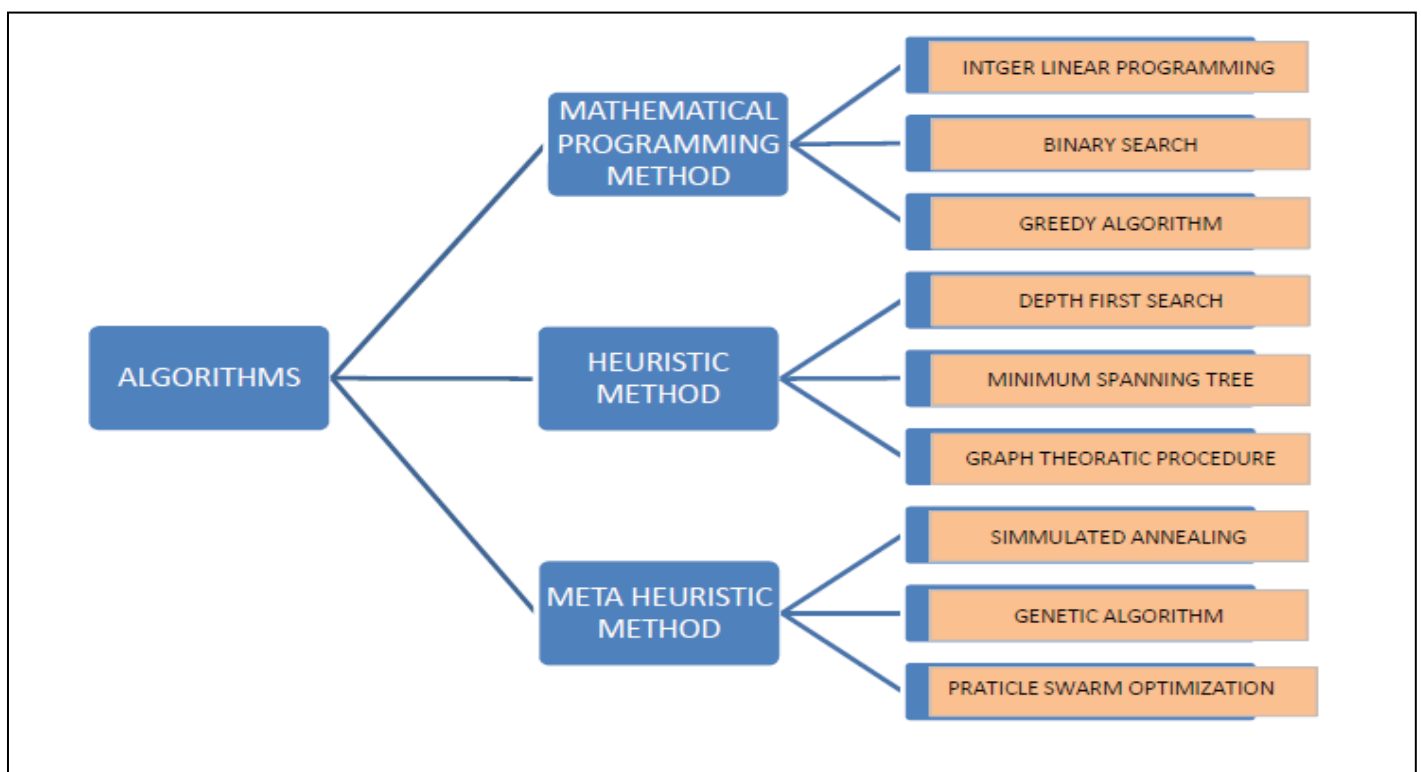 ALGORITHMS
MATHEMATICAL
PROGRAMMING
METHOD
INTGER LINEAR PROGRAMMING
BINARY SEARCH
GREEDY ALGORITHM
HEURISTIC
METHOD
DEPTH FIRST SEARCH
MINIMUM SPANNING TREE
GRAPH THEORATIC PROCEDURE
META HEURISTIC
METHOD
SIMMULATED ANNEALING
GENETIC ALGORITHM
PRATICLE SWARM OPTIMIZATION